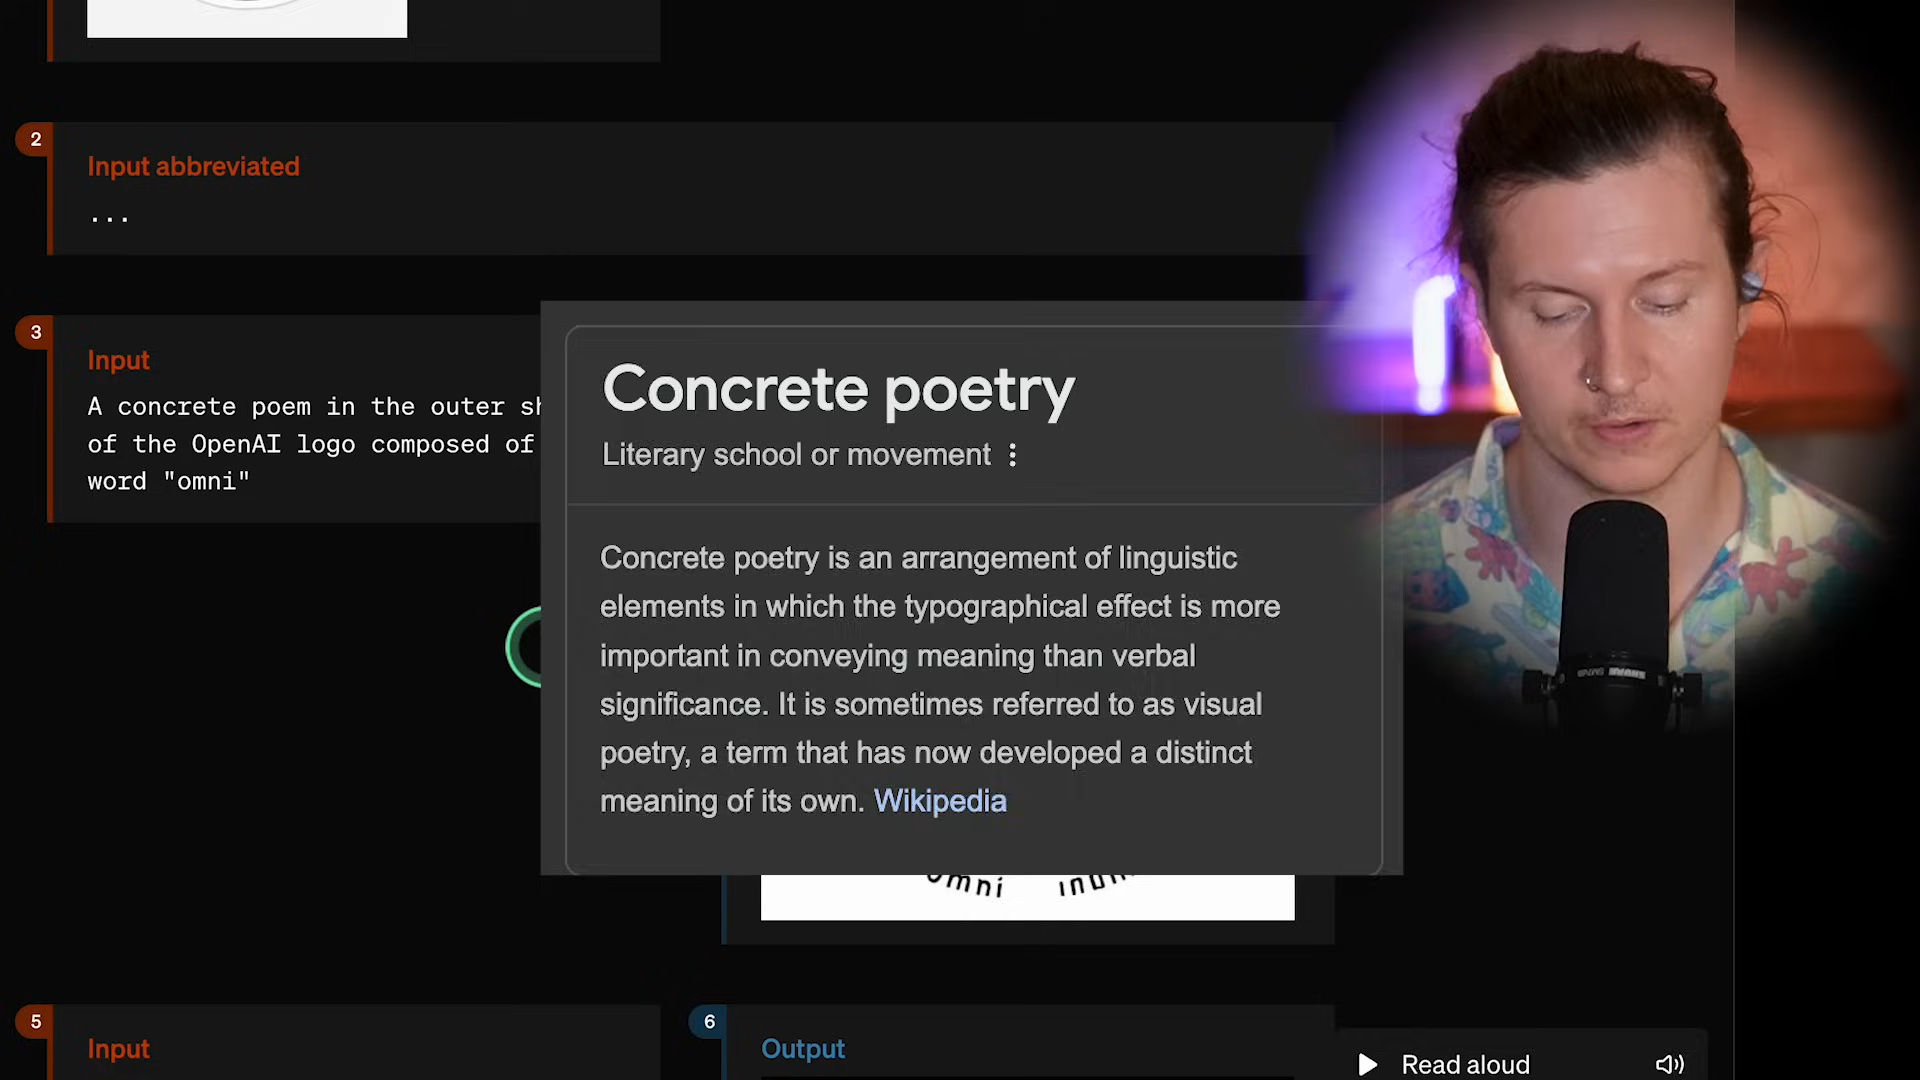 2
Input abbreviated
...
3
Input
A concrete poem in the outer
of the OpenAI logo composed of
word "omni"
Concrete poetry
Literary school or movement
Concrete poetry is an arrangement of linguistic
elements in which the typographical effect is more
important in conveying meaning than verbal
significance. It is sometimes referred to as visual
poetry, a term that has now developed a distinct
meaning of its own. Wikipedia
omni
5
Input
6
Output
Read aloud